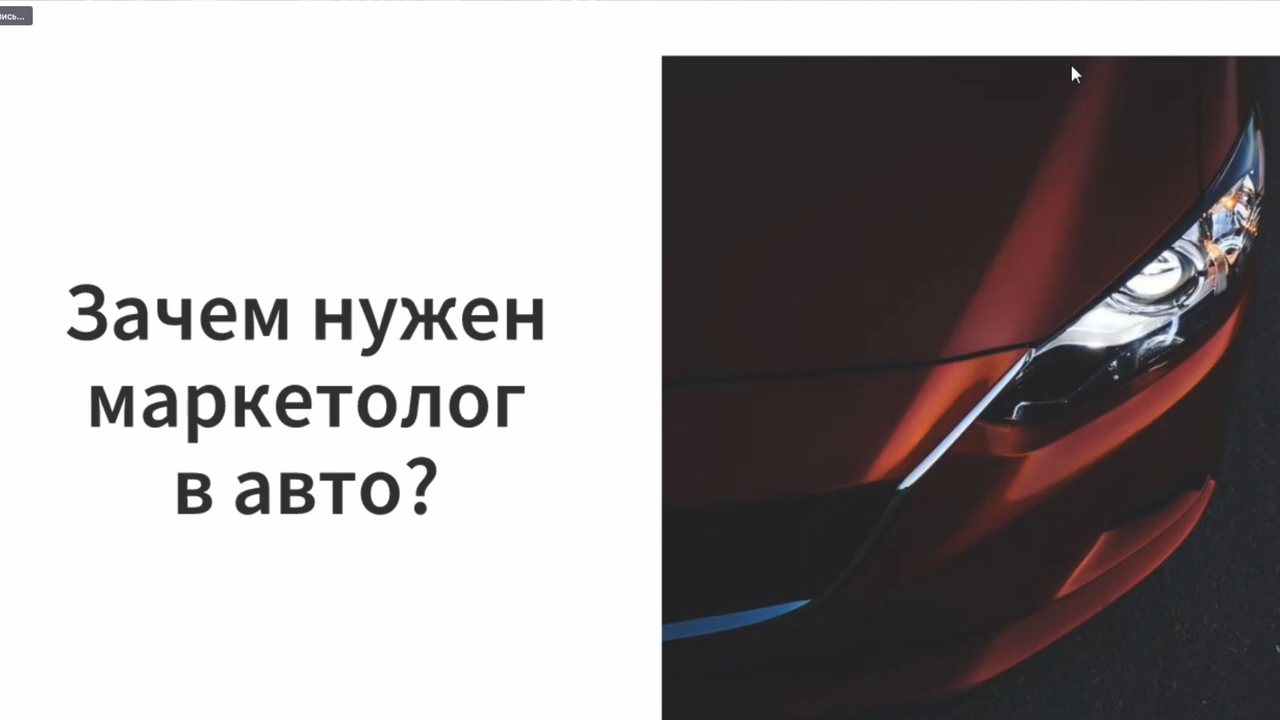 Зачем нужен
маркетолог
в авто?